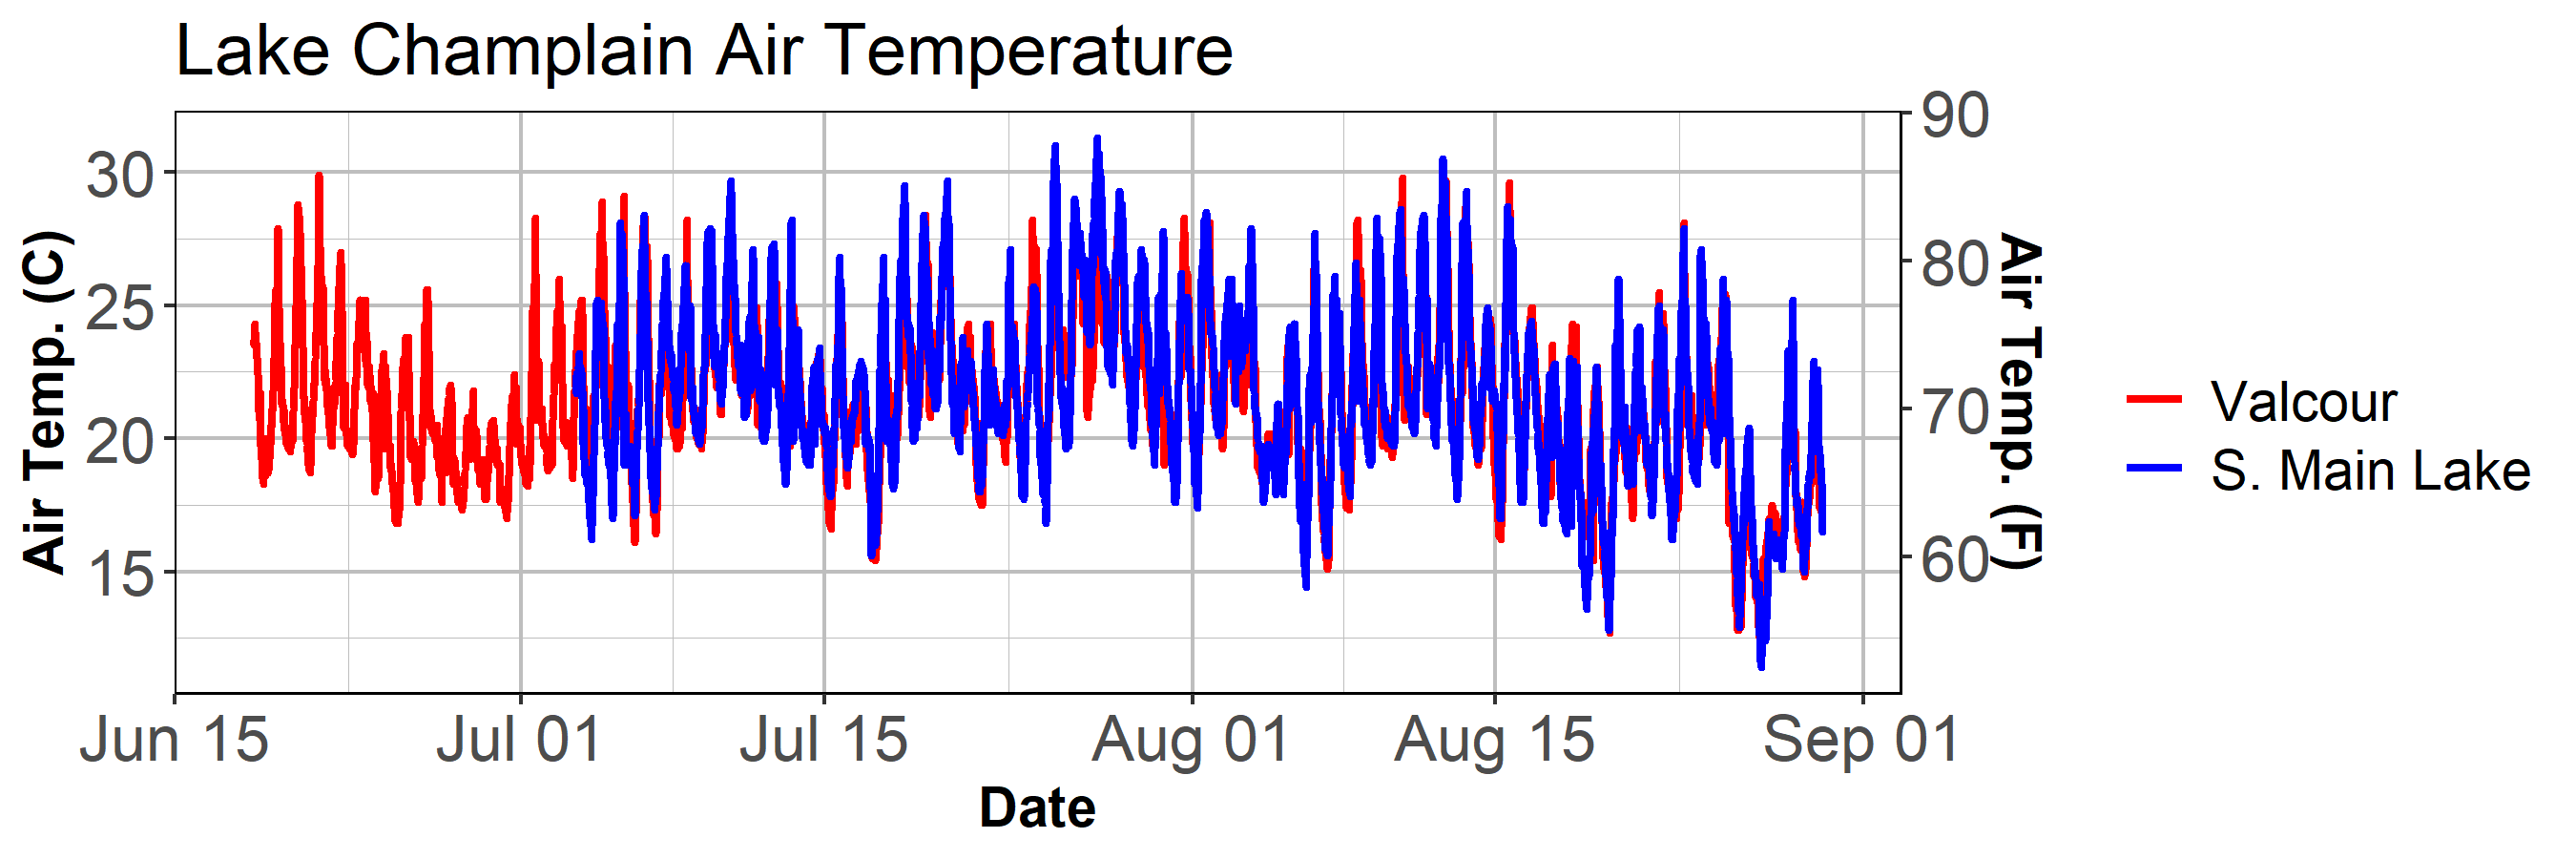 Lake Champlain Air Temperature
Air Temp. (C)
30
25
20
15
90
80
70
60
Air Temp. (F)
Jun 15
Jul 01
Jul 15
Aug 01
Aug 15
Sep 01
Date
Valcour
S. Main Lake